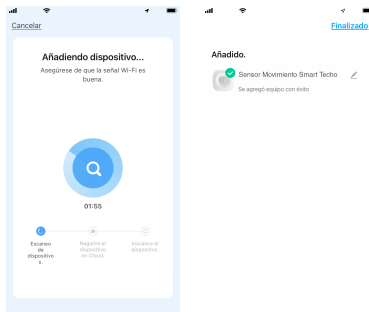 Cancelar
Añadiendo dispositivo...
Asegúrese de que la señal Wi-Fi es
buena.
01:55
Escaneo
de
dispositivo
s.
Registre el
dispositivo
en Cloud.
Inicialice el
dispositivo.
Finalizado
Añadido.
Sensor Movimiento Smart Techo
Se agregó equipo con éxito